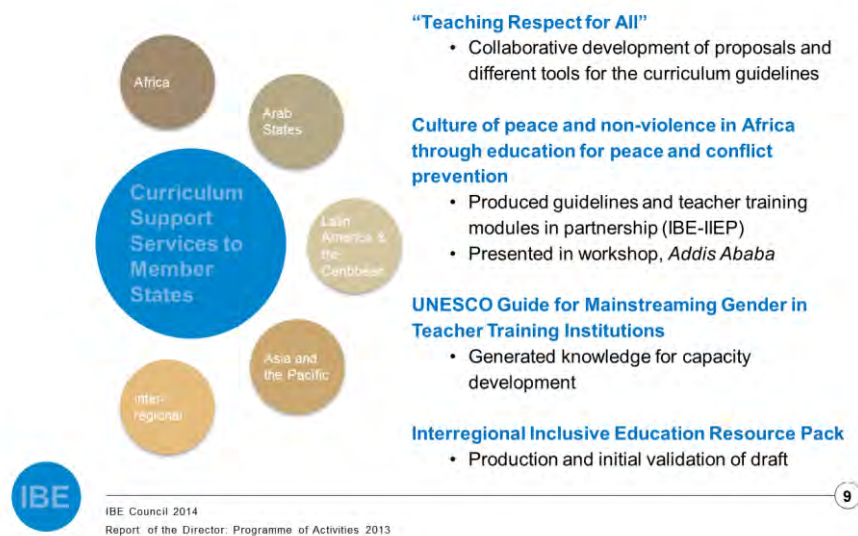 Africa
Arab
States
Curriculum
Support
Services to
Member
States
Latin
America &
the
Caribbean
Asia and
the Pacific
Inter-
regional
“Teaching Respect for All”
• Collaborative development of proposals and
different tools for the curriculum guidelines
Culture of peace and non-violence in Africa
through education for peace and conflict
prevention
• Produced guidelines and teacher training
modules in partnership (IBE-IIEP)
• Presented in workshop, Addis Ababa
UNESCO Guide for Mainstreaming Gender in
Teacher Training Institutions
• Generated knowledge for capacity
development
Interregional Inclusive Education Resource Pack
• Production and initial validation of draft
IBE
9
IBE Council 2014
Report of the Director: Programme of Activities 2013